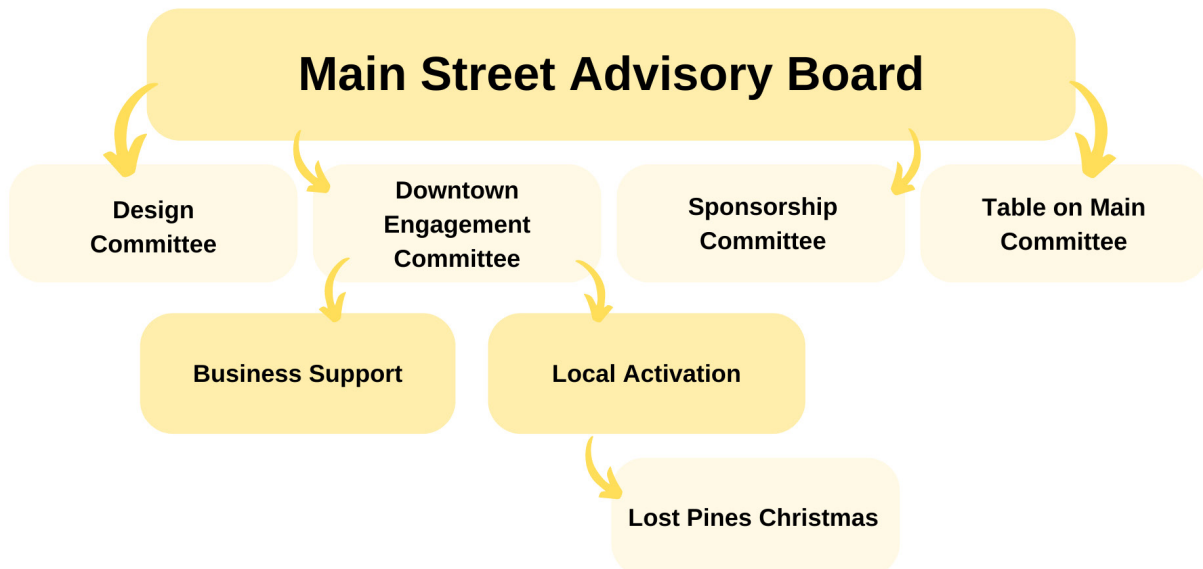 Main Street Advisory Board
Design
Committee
Downtown
Engagement
Committee
Sponsorship
Committee
Table on Main
Committee
Business Support
Local Activation
Lost Pines Christmas